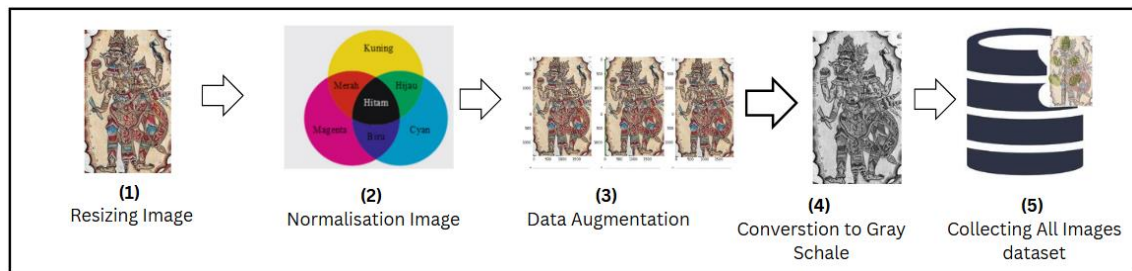 Kuning
Merah
Hijau
Hitam
Magenta
Biru
Cyan
(1)
Resizing Image
(2)
Normalisation Image
(3)
Data Augmentation
(4)
Converstion to Gray
Schale
(5)
Collecting All Images
dataset